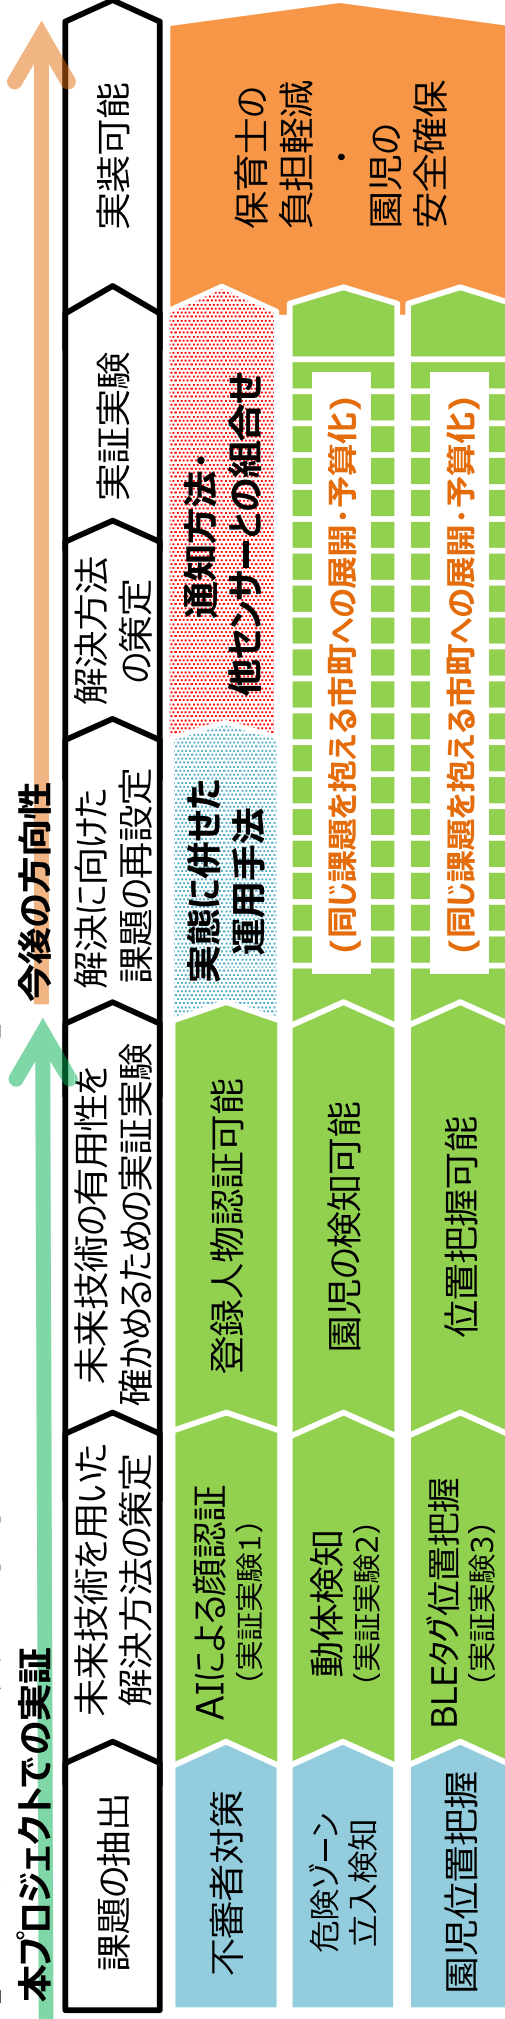 本プロジェクトでの実証
今後の方向性
課題の抽出
未来技術を用いた
解決方法の策定
未来技術の有用性を
確かめるための実証実験
解決に向けた
課題の再設定
解決方法
の策定
実証実験
実装可能
不審者対策
AIによる顔認証
(実証実験1)
登録人物認証可能
実態に併せた
運用手法
通知方法・
他センサーとの組合せ
危険ゾーン
立入検知
動体検知
(実証実験2)
園児の検知可能
(同じ課題を抱える市町への展開・予算化)
園児位置把握
BLEタグ位置把握
(実証実験3)
位置把握可能
(同じ課題を抱える市町への展開・予算化)
保育士の
負担軽減
・
園児の
安全確保